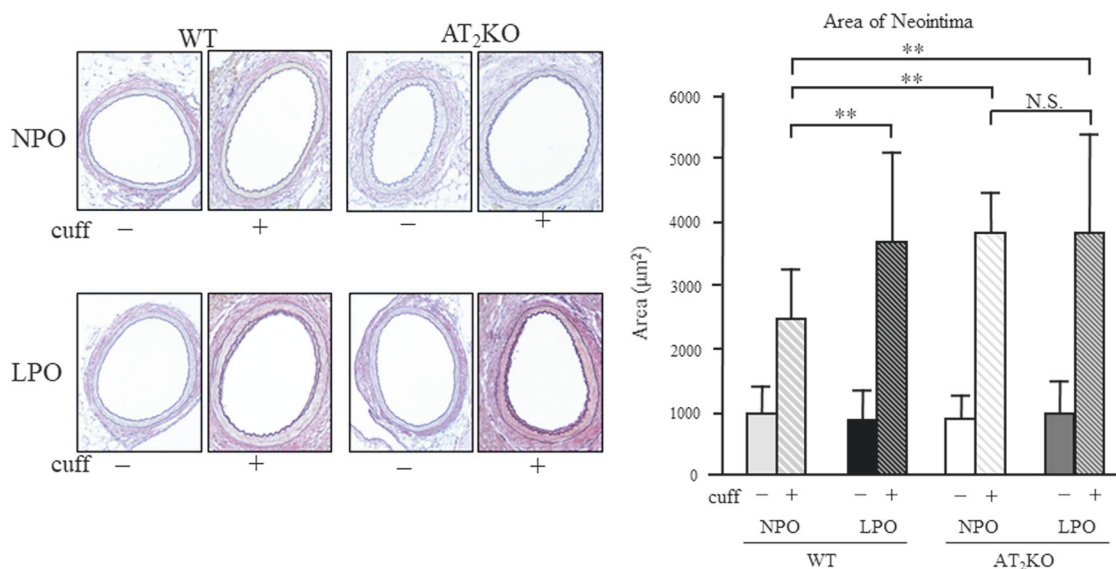 WT AT₂KO
NPO
cuff − + − +
LPO
cuff − + − +
Area of Neointima
**
**
**
N.S.
Area (μm²)
6000
5000
4000
3000
2000
1000
0
cuff − + − + − + − +
NPO LPO NPO LPO
WT AT₂KO